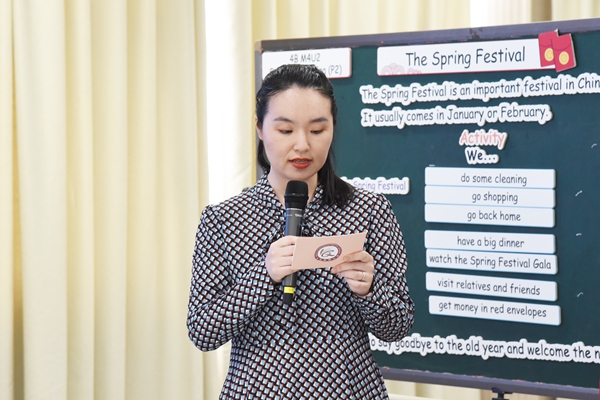 4B M4U2
(P2)
The Spring Festival
The Spring Festival is an important festival in Chin
It usually comes in January or February.
Activity
We...
Spring Festival
do some cleaning
go shopping
go back home
have a big dinner
watch the Spring Festival Gala
visit relatives and friends
get money in red envelopes
say goodbye to the old year and welcome the n